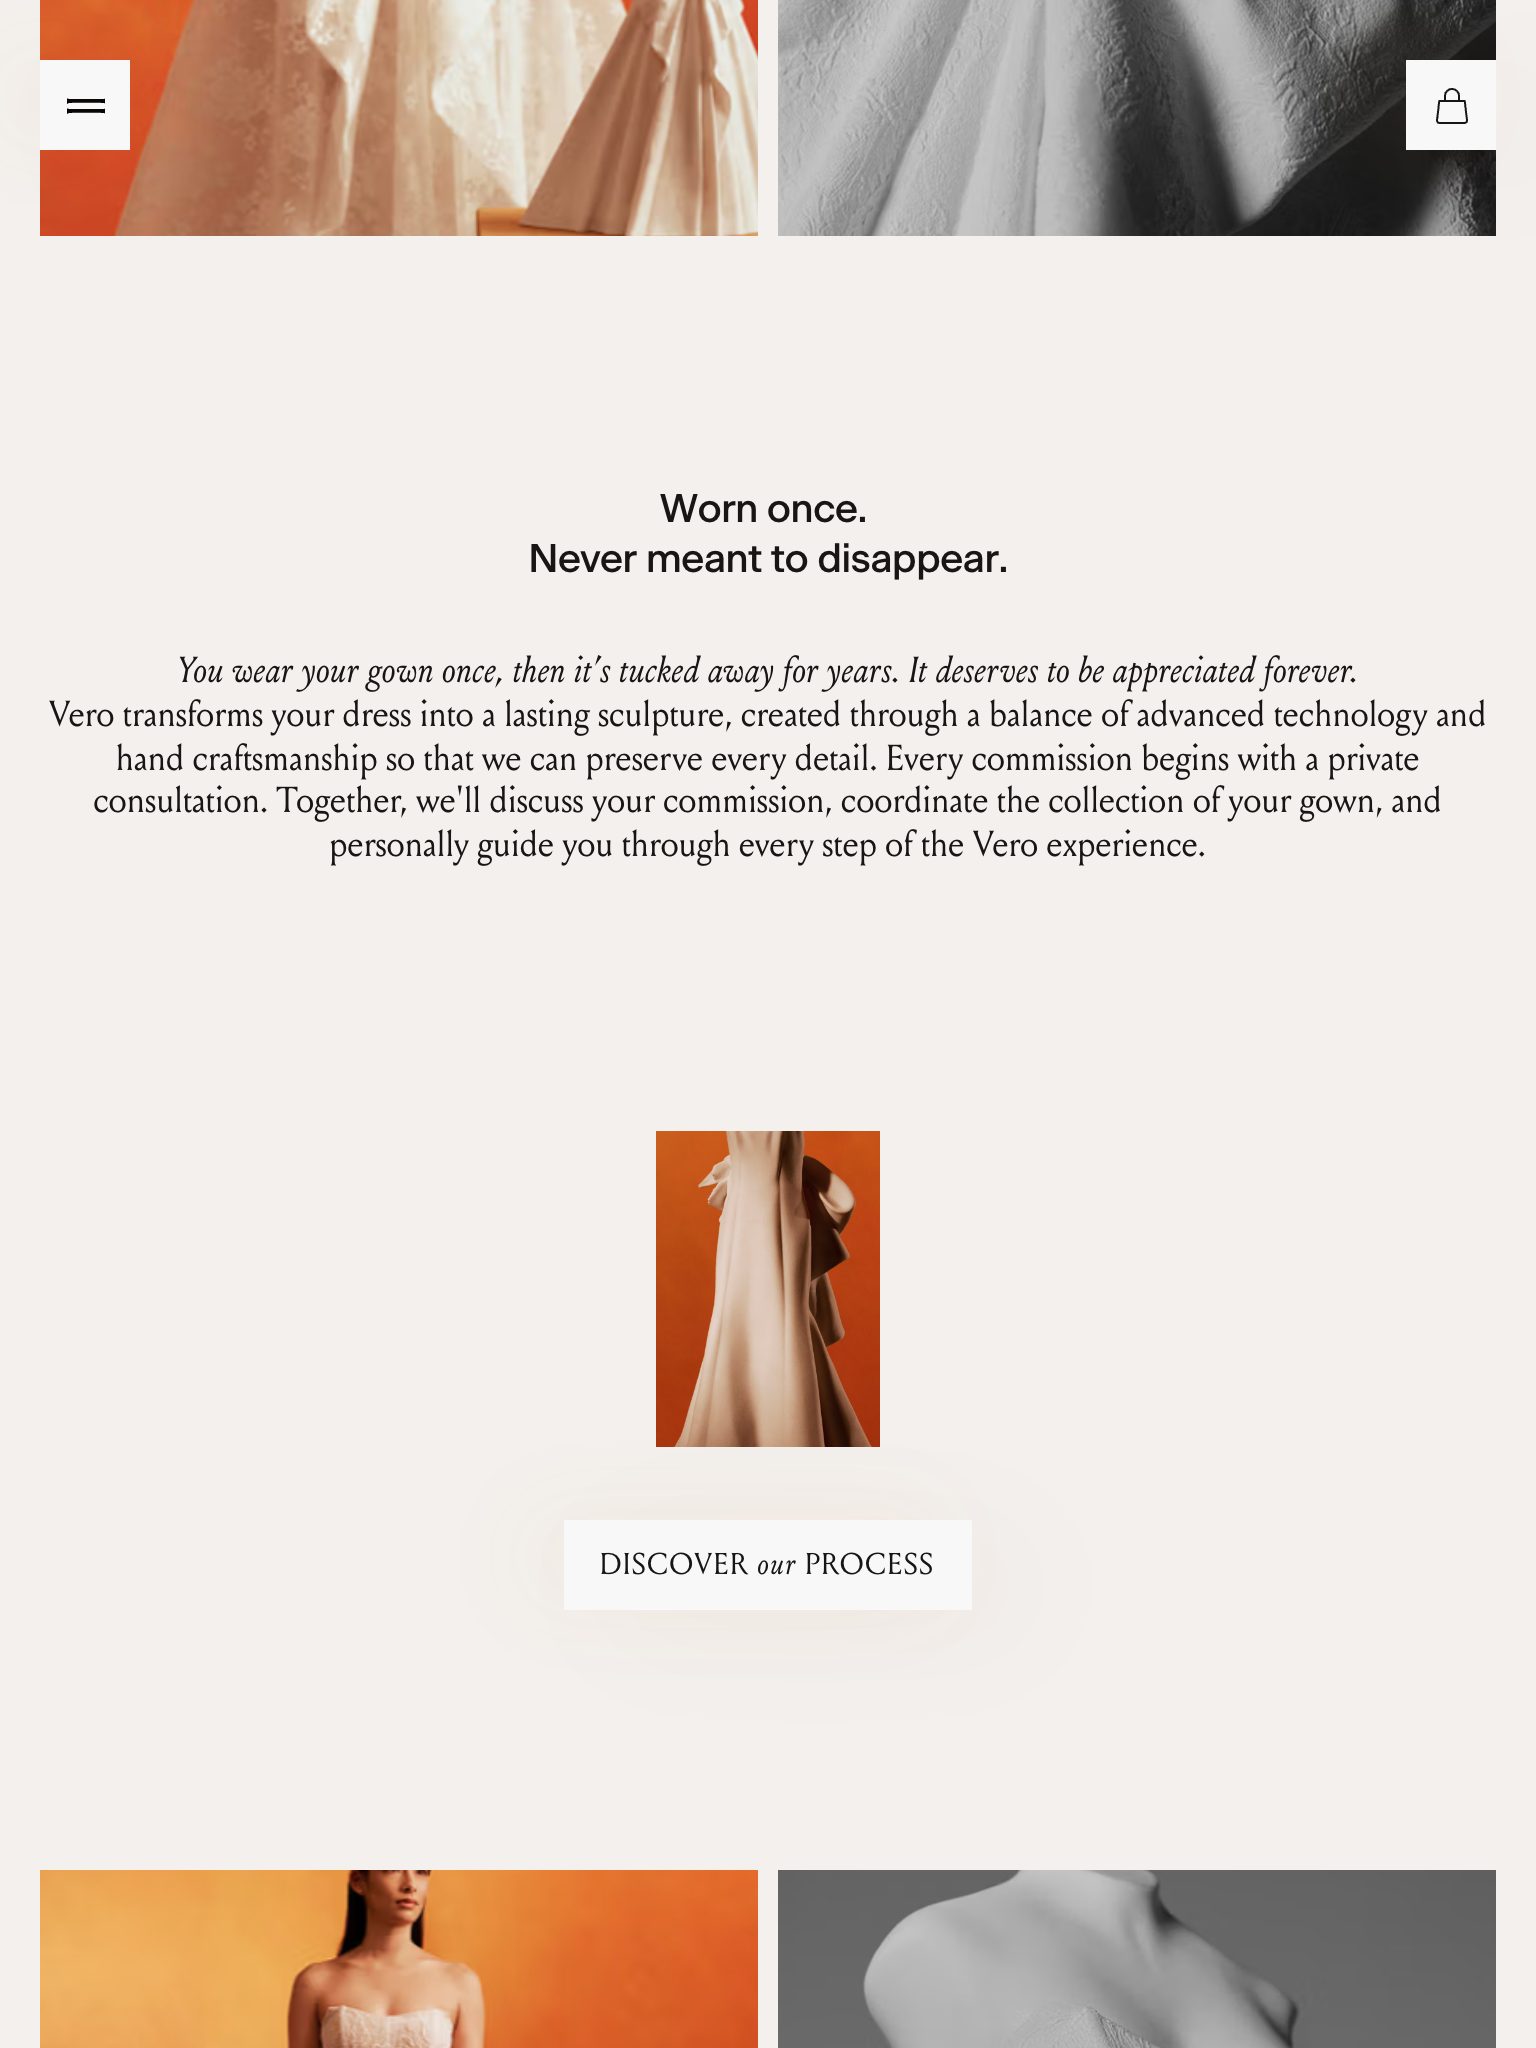 Worn once.
Never meant to disappear.
You wear your gown once, then it's tucked away for years. It deserves to be appreciated forever.
Vero transforms your dress into a lasting sculpture, created through a balance of advanced technology and
hand craftsmanship so that we can preserve every detail. Every commission begins with a private
consultation. Together, we'll discuss your commission, coordinate the collection of your gown, and
personally guide you through every step of the Vero experience.
DISCOVER our PROCESS